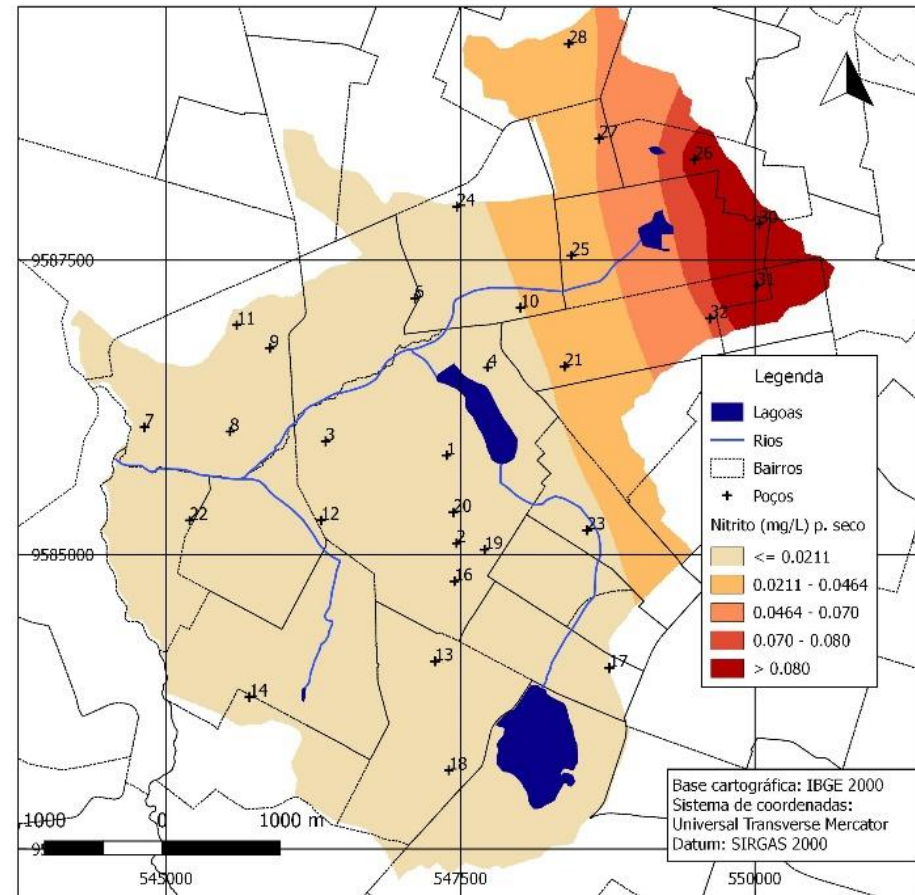 28
27
26
24
30
25
9587500
31
6
10
32
11
9
4
21
Legenda
Lagoas
Rios
Bairros
Poços
Nitrito (mg/L) p. seco
<= 0.0211
0.0211 - 0.0464
0.0464 - 0.070
0.070 - 0.080
> 0.080
7
8
3
1
22
12
20
23
2
19
9585000
16
13
17
14
18
Base cartográfica: IBGE 2000
Sistema de coordenadas:
Universal Transverse Mercator
Datum: SIRGAS 2000
1000 0 1000 m
545000 547500 550000